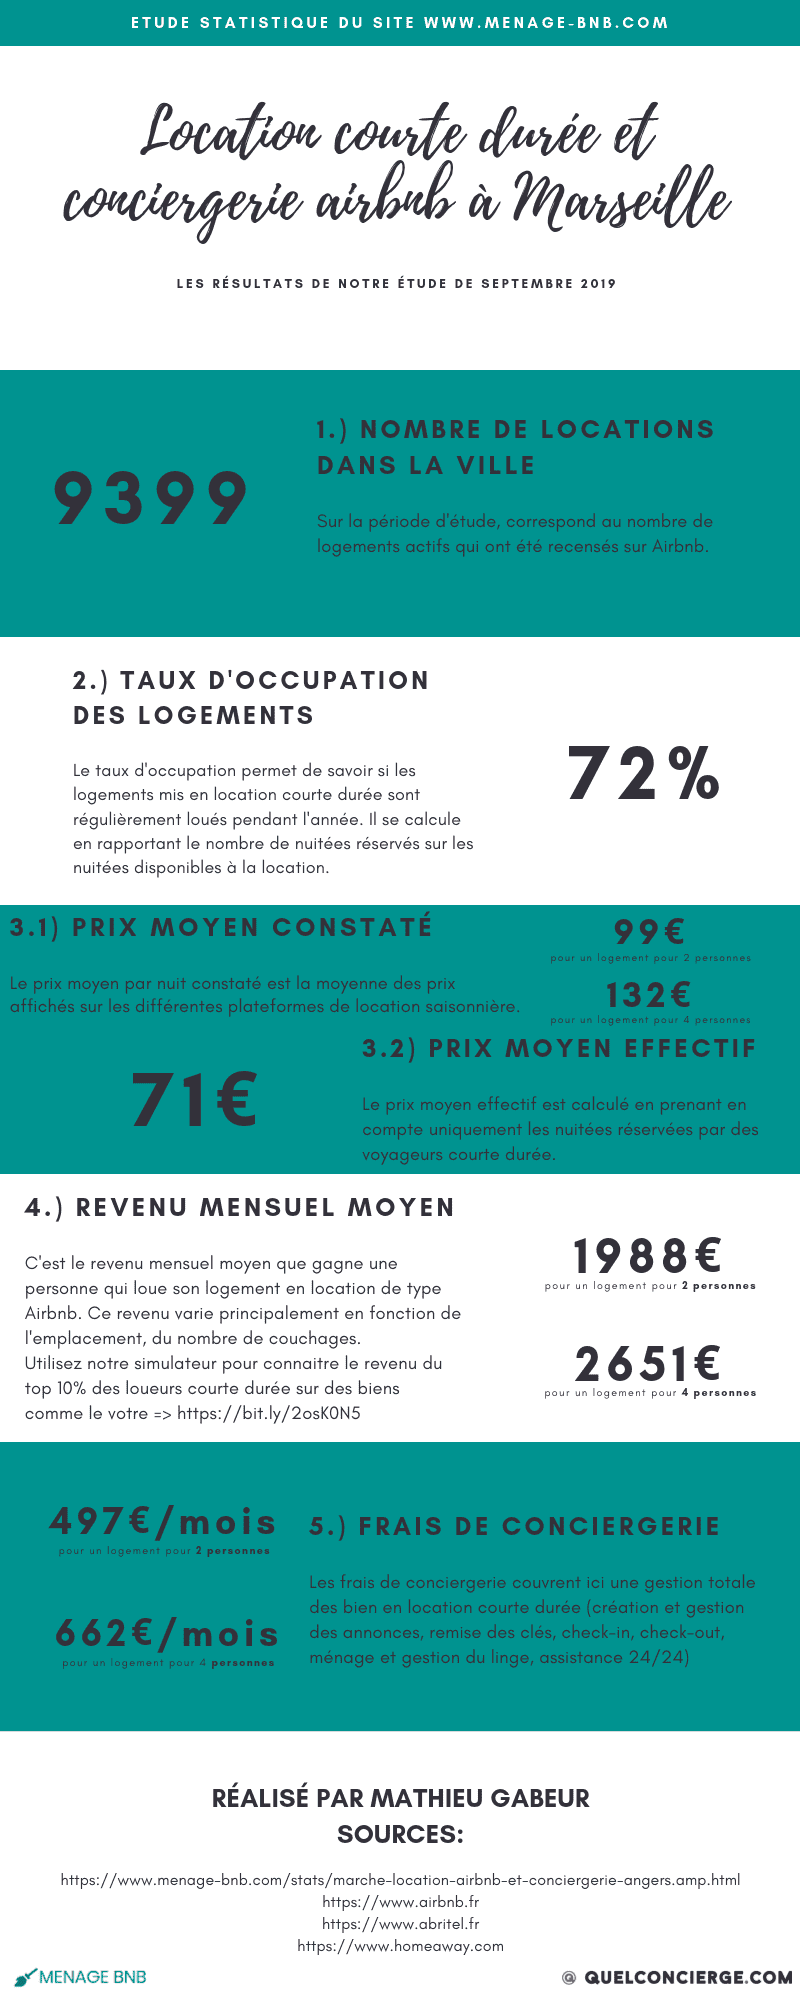 ETUDE STATISTIQUE DU SITE WWW.MENAGE-BNB.COM
Location courte durée et
conciergerie airbnb à Marseille
LES RÉSULTATS DE NOTRE ÉTUDE DE SEPTEMBRE 2019
9399
1.) NOMBRE DE LOCATIONS
DANS LA VILLE
Sur la période d'étude, correspond au nombre de
logements actifs qui ont été recensés sur Airbnb.
2.) TAUX D'OCCUPATION
DES LOGEMENTS
Le taux d'occupation permet de savoir si les
logements mis en location courte durée sont
régulièrement loués pendant l'année. Il se calcule
en rapportant le nombre de nuitées réservés sur les
nuitées disponibles à la location.
72%
3.1) PRIX MOYEN CONSTATÉ
Le prix moyen par nuit constaté est la moyenne des prix
affichés sur les différentes plateformes de location saisonnière.
99€
pour un logement pour 2 personnes
132€
pour un logement pour 4 personnes
71€
3.2) PRIX MOYEN EFFECTIF
Le prix moyen effectif est calculé en prenant en
compte uniquement les nuitées réservées par des
voyageurs courte durée.
4.) REVENU MENSUEL MOYEN
C'est le revenu mensuel moyen que gagne une
personne qui loue son logement en location de type
Airbnb. Ce revenu varie principalement en fonction de
l'emplacement, du nombre de couchages.
Utilisez notre simulateur pour connaitre le revenu du
top 10% des loueurs courte durée sur des biens
comme le votre => https://bit.ly/2osK0N5
1988€
pour un logement pour 2 personnes
2651€
pour un logement pour 4 personnes
497€/mois
pour un logement pour 2 personnes
662€/mois
pour un logement pour 4 personnes
5.) FRAIS DE CONCIERGERIE
Les frais de conciergerie couvrent ici une gestion totale
des bien en location courte durée (création et gestion
des annonces, remise des clés, check-in, check-out,
ménage et gestion du linge, assistance 24/24)
RÉALISÉ PAR MATHIEU GABEUR
SOURCES:
https://www.menage-bnb.com/stats/marche-location-airbnb-et-conciergerie-angers.amp.html
https://www.airbnb.fr
https://www.abritel.fr
https://www.homeaway.com
MENAGE BNB
@ QUELCONCIERGE.COM